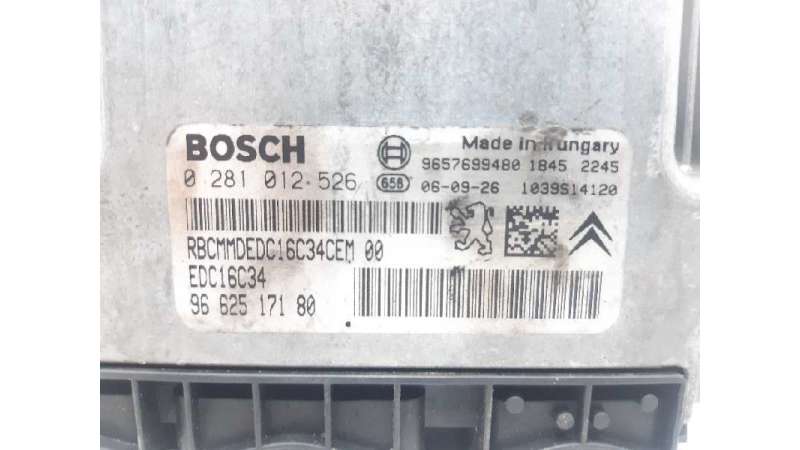 BOSCH
Made in Hungary
9657699480 1845 2245
0 281 012 526 656 06-09-26 1039S14120
RBCMMDEDC16C34CEM 00
EDC16C34
96 625 171 80